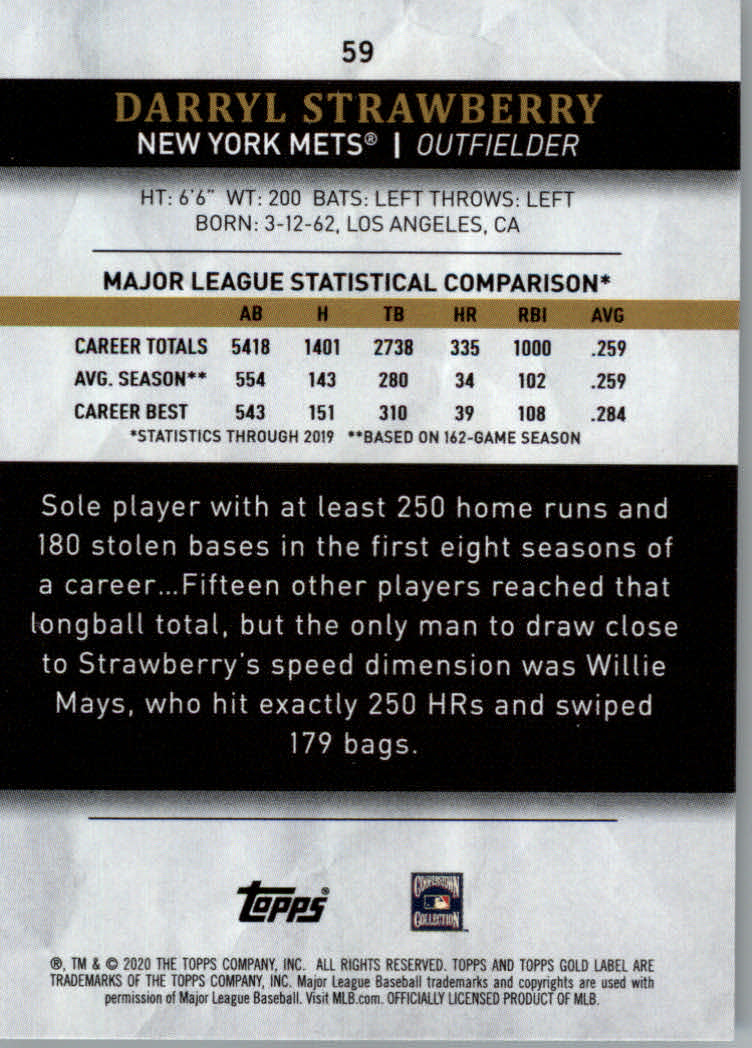 59
DARRYL STRAWBERRY
NEW YORK METS® | OUTFIELDER
HT: 6'6" WT: 200 BATS: LEFT THROWS: LEFT
BORN: 3-12-62, LOS ANGELES, CA
MAJOR LEAGUE STATISTICAL COMPARISON*
AB H TB HR RBI AVG
CAREER TOTALS 5418 1401 2738 335 1000 .259
AVG. SEASON** 554 143 280 34 102 .259
CAREER BEST 543 151 310 39 108 .284
*STATISTICS THROUGH 2019 **BASED ON 162-GAME SEASON
Sole player with at least 250 home runs and
180 stolen bases in the first eight seasons of
a career...Fifteen other players reached that
longball total, but the only man to draw close
to Strawberry's speed dimension was Willie
Mays, who hit exactly 250 HRs and swiped
179 bags.
topps®
COOPERSTOWN
COLLECTION
®, TM & © 2020 THE TOPPS COMPANY, INC. ALL RIGHTS RESERVED. TOPPS AND TOPPS GOLD LABEL ARE
TRADEMARKS OF THE TOPPS COMPANY, INC. Major League Baseball trademarks and copyrights are used with
permission of Major League Baseball. Visit MLB.com. OFFICIALLY LICENSED PRODUCT OF MLB.